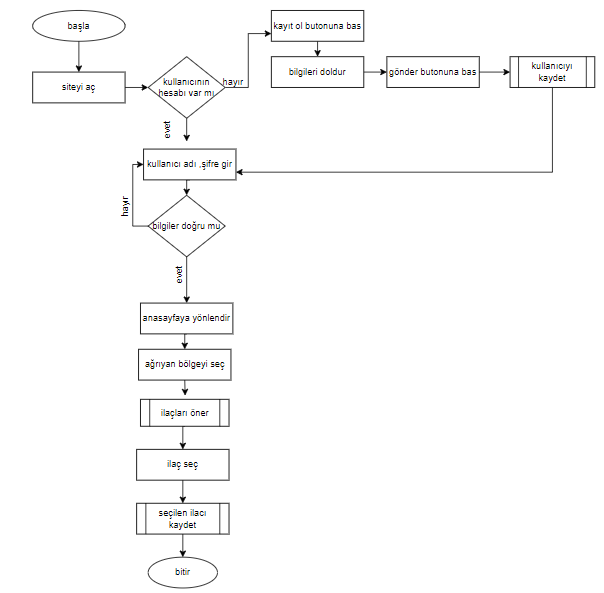 başla
siteyi aç
kullanıcının
hesabı var mı
hayır
kayıt ol butonuna bas
bilgileri doldur
gönder butonuna bas
kullanıcıyı
kaydet
evet
kullanıcı adı ,şifre gir
hayır
bilgiler doğru mu
evet
anasayfaya yönlendir
ağrıyan bölgeyi seç
ilaçları öner
ilaç seç
seçilen ilacı
kaydet
bitir